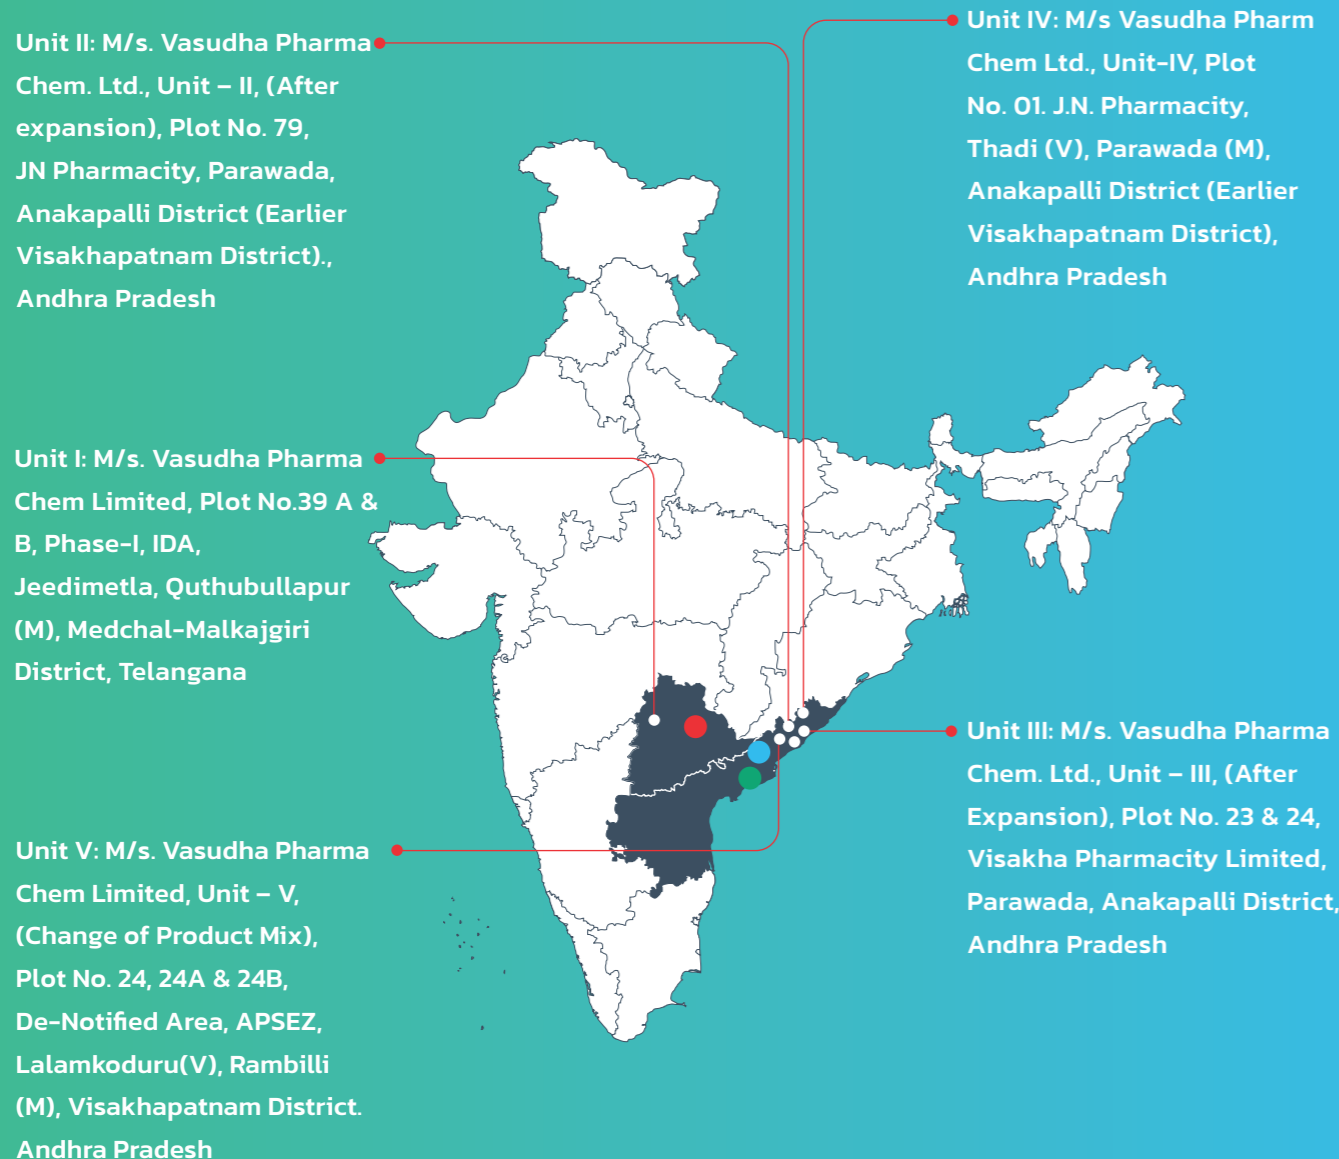 Unit II: M/s. Vasudha Pharma
Chem. Ltd., Unit – II, (After
expansion), Plot No. 79,
JN Pharmacity, Parawada,
Anakapalli District (Earlier
Visakhapatnam District).,
Andhra Pradesh
Unit IV: M/s Vasudha Pharm
Chem Ltd., Unit-IV, Plot
No. 01. J.N. Pharmacity,
Thadi (V), Parawada (M),
Anakapalli District (Earlier
Visakhapatnam District),
Andhra Pradesh
Unit I: M/s. Vasudha Pharma
Chem Limited, Plot No.39 A &
B, Phase-I, IDA,
Jeedimetla, Quthubullapur
(M), Medchal-Malkajgiri
District, Telangana
Unit III: M/s. Vasudha Pharma
Chem. Ltd., Unit – III, (After
Expansion), Plot No. 23 & 24,
Visakha Pharmacity Limited,
Parawada, Anakapalli District,
Andhra Pradesh
Unit V: M/s. Vasudha Pharma
Chem Limited, Unit – V,
(Change of Product Mix),
Plot No. 24, 24A & 24B,
De-Notified Area, APSEZ,
Lalamkoduru(V), Rambilli
(M), Visakhapatnam District.
Andhra Pradesh